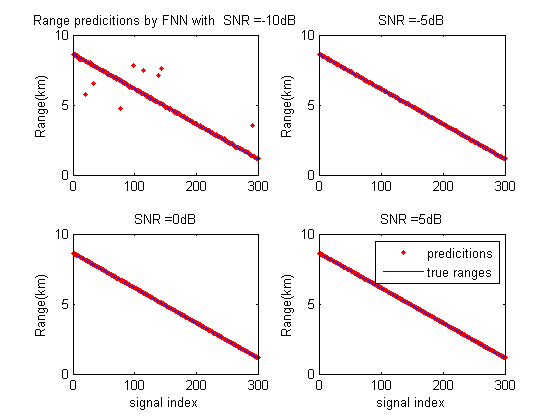 Range predicitions by FNN with SNR =-10dB
SNR =-5dB
10
5
0
Range(km)
0 100 200 300
10
5
0
Range(km)
0 100 200 300
SNR =0dB
SNR =5dB
10
5
0
Range(km)
0 100 200 300
signal index
10
5
0
Range(km)
predicitions
true ranges
0 100 200 300
signal index